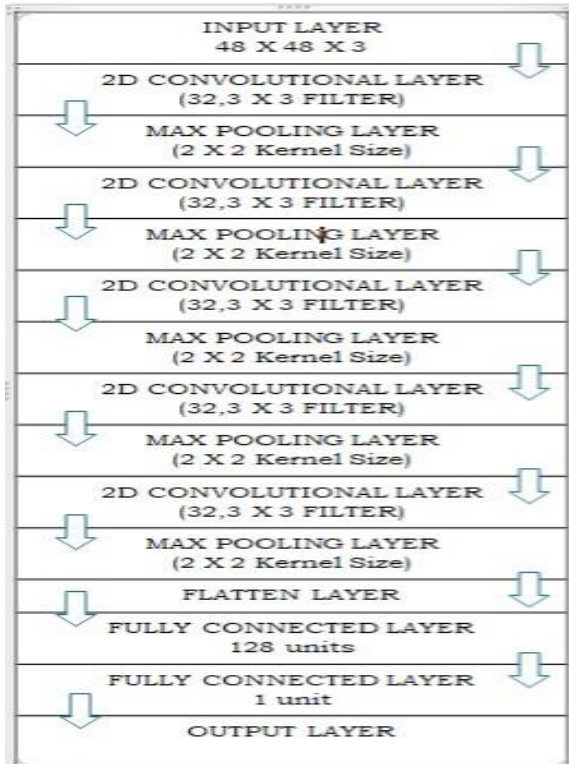 INPUT LAYER
48 X 48 X 3
2D CONVOLUTIONAL LAYER
(32,3 X 3 FILTER)
MAX POOLING LAYER
(2 X 2 Kernel Size)
2D CONVOLUTIONAL LAYER
(32,3 X 3 FILTER)
MAX POOLING LAYER
(2 X 2 Kernel Size)
2D CONVOLUTIONAL LAYER
(32,3 X 3 FILTER)
MAX POOLING LAYER
(2 X 2 Kernel Size)
2D CONVOLUTIONAL LAYER
(32,3 X 3 FILTER)
MAX POOLING LAYER
(2 X 2 Kernel Size)
2D CONVOLUTIONAL LAYER
(32,3 X 3 FILTER)
MAX POOLING LAYER
(2 X 2 Kernel Size)
FLATTEN LAYER
FULLY CONNECTED LAYER
128 units
FULLY CONNECTED LAYER
1 unit
OUTPUT LAYER